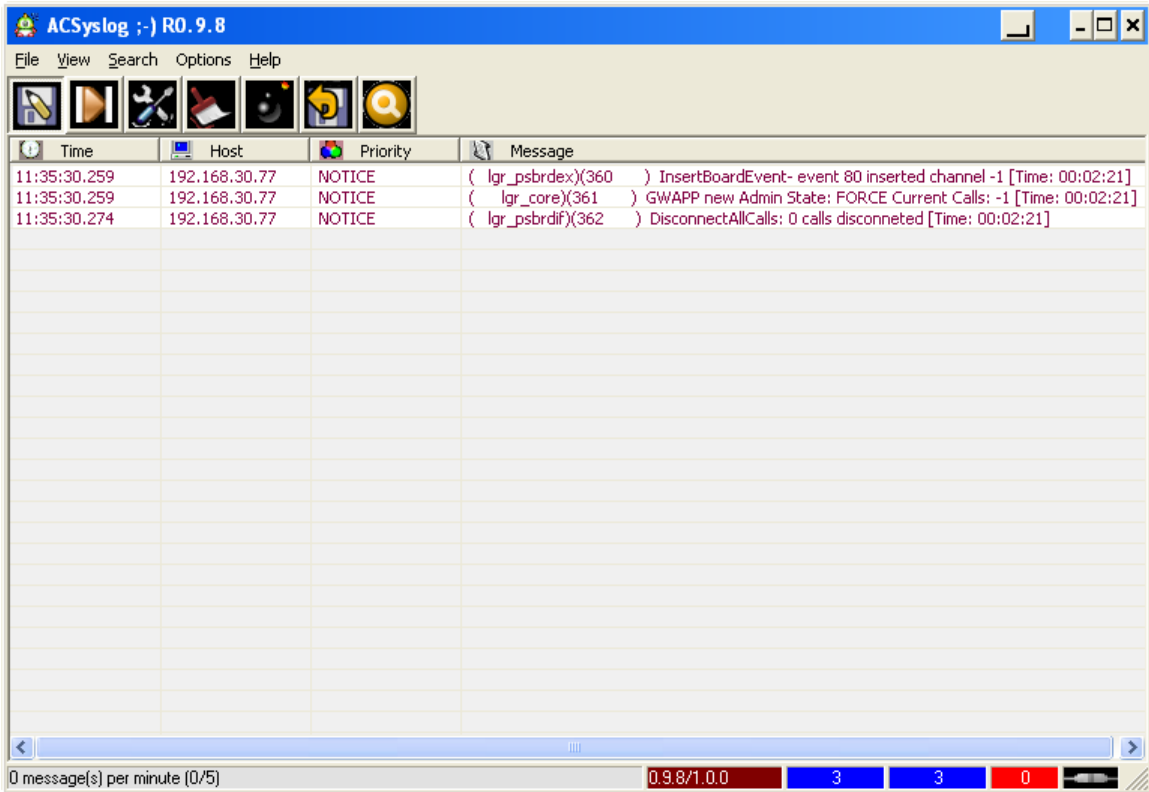 ACSyslog ;-) R0.9.8
File View Search Options Help
Time Host Priority Message
11:35:30.259 192.168.30.77 NOTICE ( lgr_psbrdex)(360 ) InsertBoardEvent- event 80 inserted channel -1 [Time: 00:02:21]
11:35:30.259 192.168.30.77 NOTICE ( lgr_core)(361 ) GWAPP new Admin State: FORCE Current Calls: -1 [Time: 00:02:21]
11:35:30.274 192.168.30.77 NOTICE ( lgr_psbrdif)(362 ) DisconnectAllCalls: 0 calls disconneted [Time: 00:02:21]
0 message(s) per minute (0/5) 0.9.8/1.0.0 3 3 0